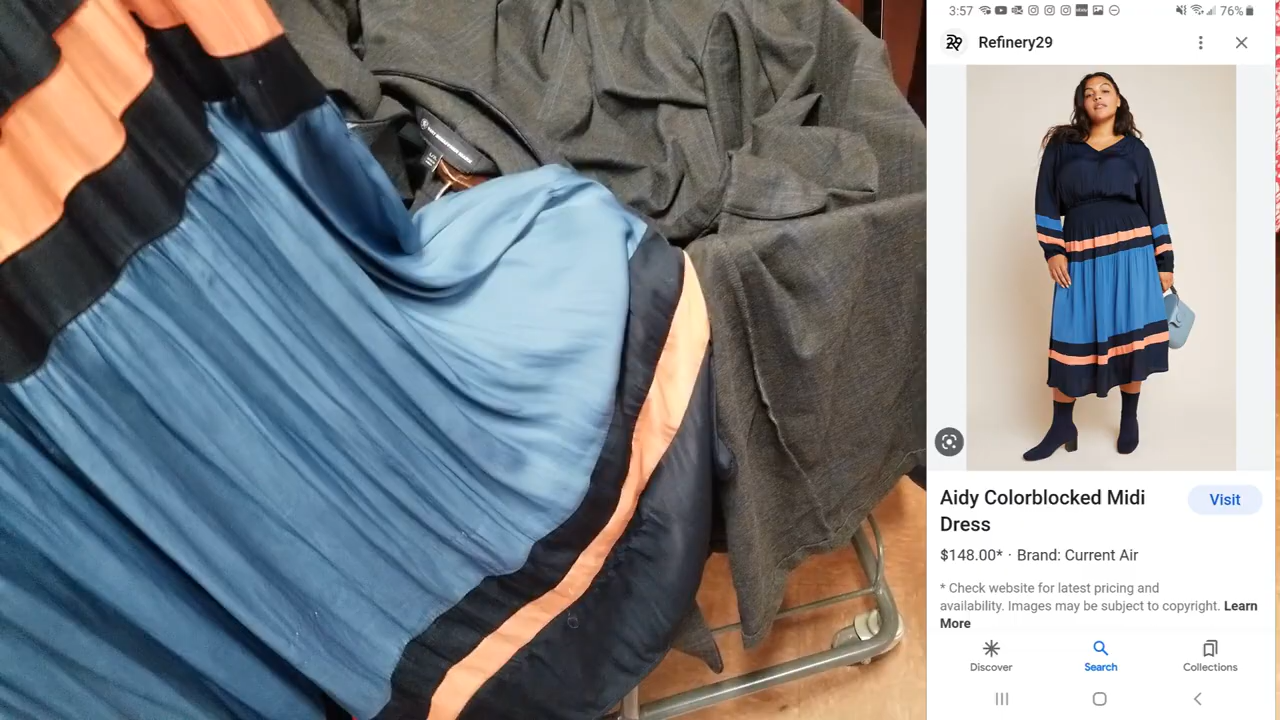 3:57
76%
Refinery29
Aidy Colorblocked Midi
Dress
Visit
$148.00* · Brand: Current Air
* Check website for latest pricing and
availability. Images may be subject to copyright. Learn
More
Discover
Search
Collections